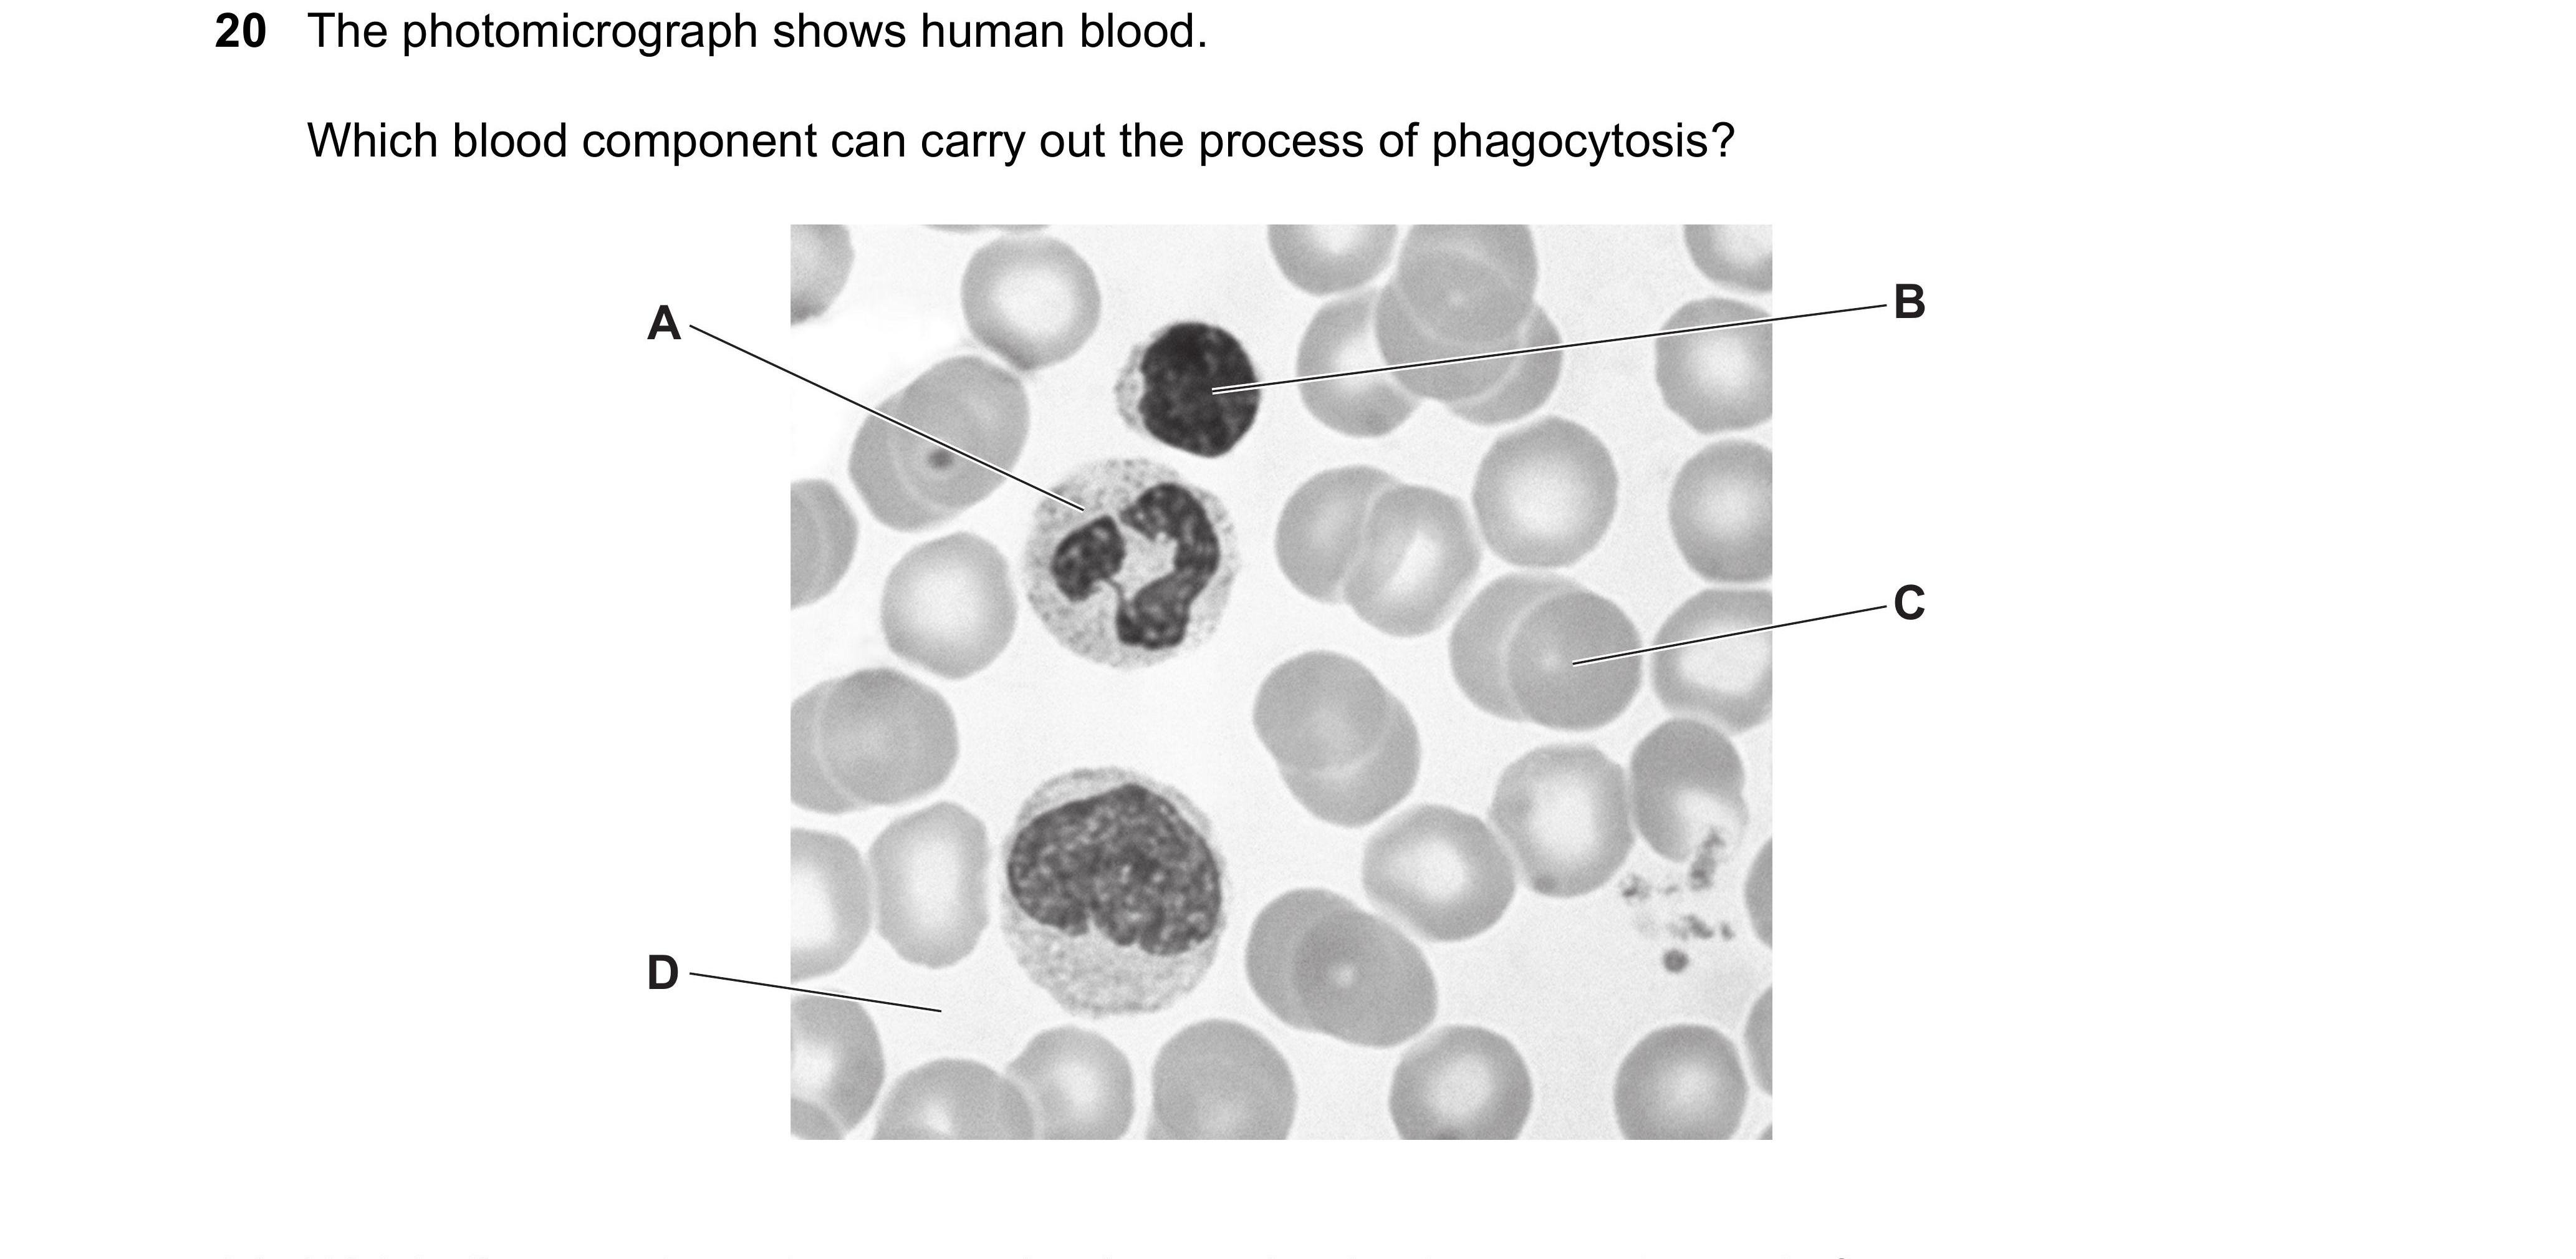 20 The photomicrograph shows human blood.
Which blood component can carry out the process of phagocytosis?
A
B
C
D